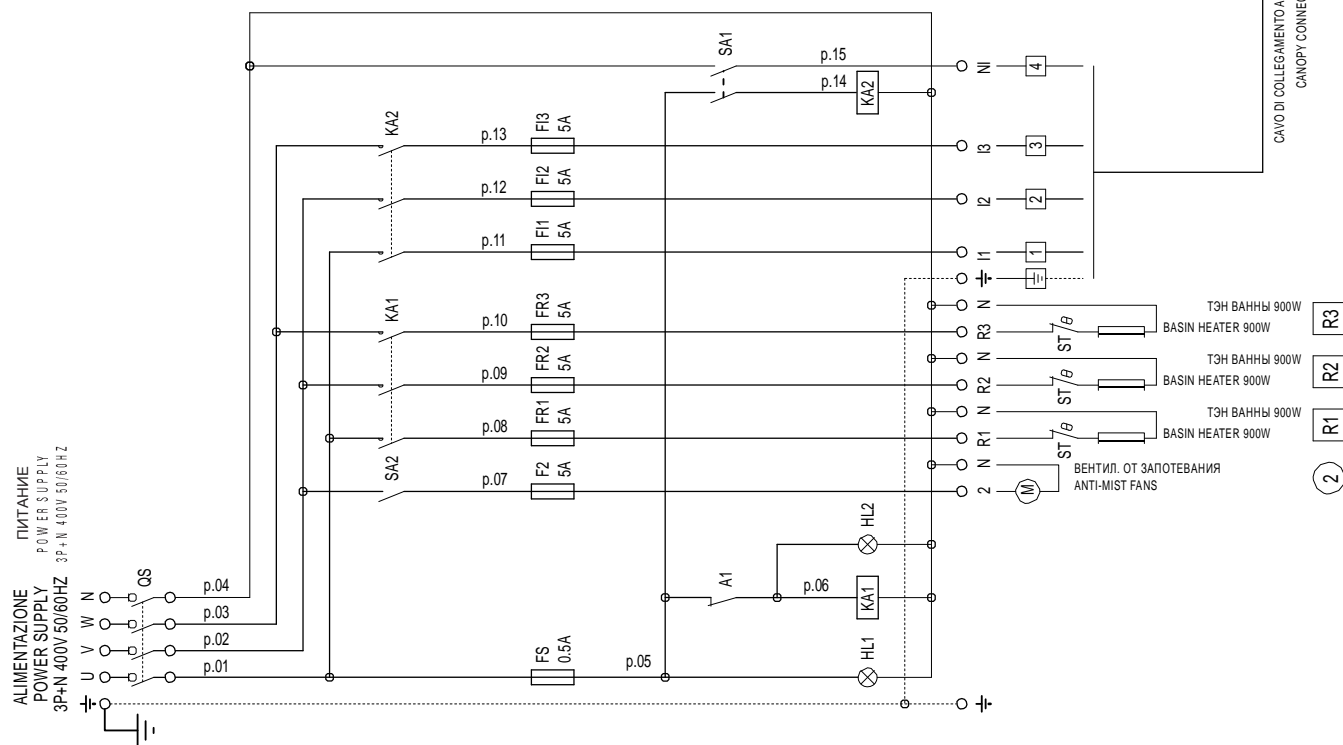 CAVO DI COLLEGAMENTO A
CANOPY CONNEC
SA1
p.15
NI
4
p.14
KA2
KA2
p.13
FI3
5A
I3
3
p.12
FI2
5A
I2
2
p.11
FI1
5A
I1
1
N
ТЭН ВАННЫ 900W
KA1
p.10
FR3
5A
R3
ST
θ
BASIN HEATER 900W
R3
N
ТЭН ВАННЫ 900W
p.09
FR2
5A
R2
ST
θ
BASIN HEATER 900W
R2
N
ТЭН ВАННЫ 900W
p.08
FR1
5A
R1
ST
θ
BASIN HEATER 900W
R1
N
SA2
p.07
F2
5A
2
M
ВЕНТИЛ. ОТ ЗАПОТЕВАНИЯ
ANTI-MIST FANS
2
ПИТАНИЕ
POWER SUPPLY
3P+N 400V 50/60HZ
ALIMENTAZIONE
POWER SUPPLY
3P+N 400V 50/60HZ
HL2
N
QS
p.04
A1
p.06
KA1
W
p.03
V
p.02
U
p.01
FS
0.5A
p.05
HL1